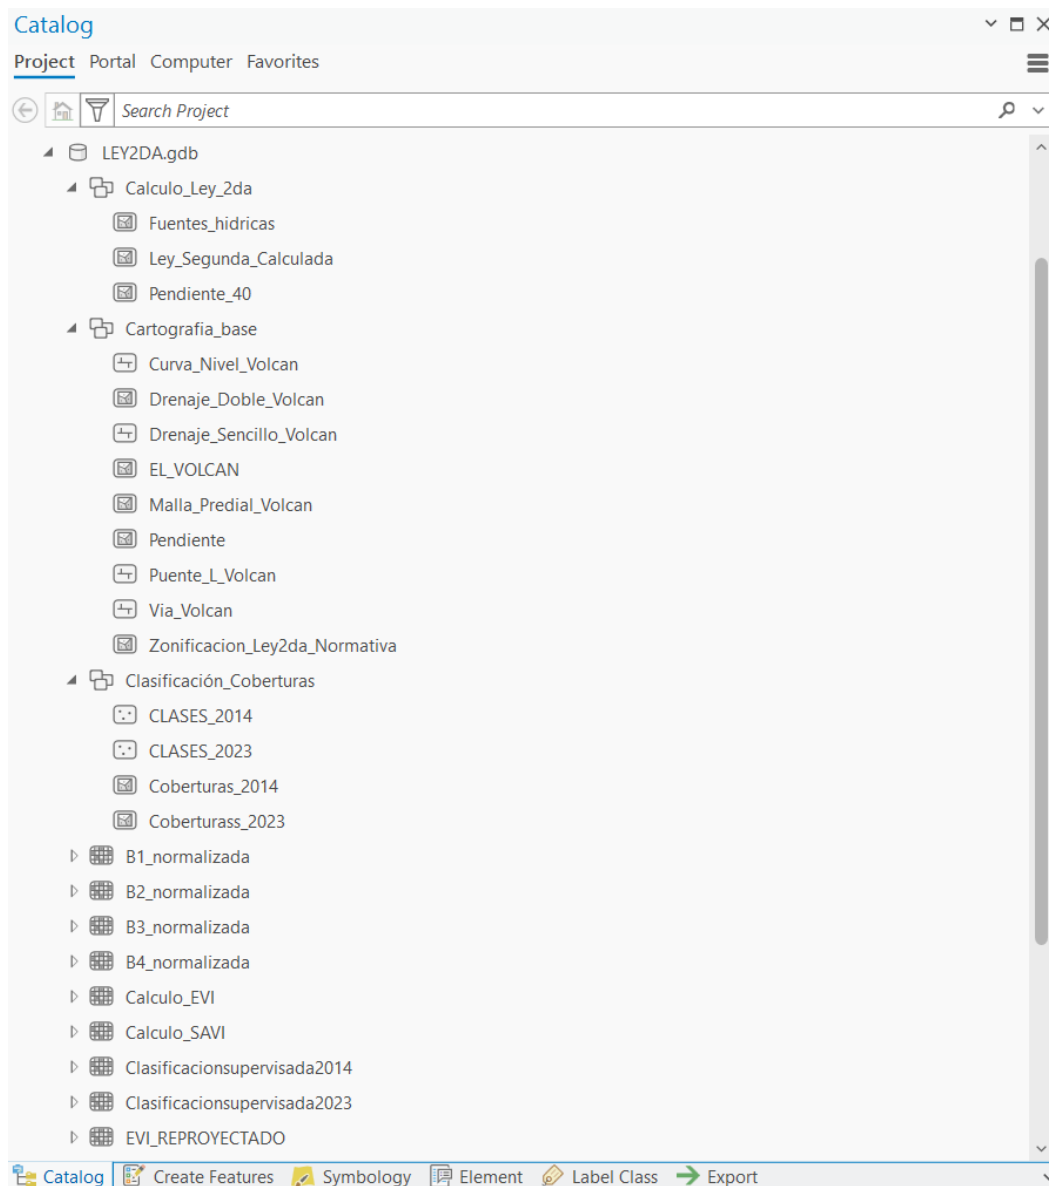 Catalog
Project Portal Computer Favorites
Search Project
LEY2DA.gdb
Calculo_Ley_2da
Fuentes_hidricas
Ley_Segunda_Calculada
Pendiente_40
Cartografia_base
Curva_Nivel_Volcan
Drenaje_Doble_Volcan
Drenaje_Sencillo_Volcan
EL_VOLCAN
Malla_Predial_Volcan
Pendiente
Puente_L_Volcan
Via_Volcan
Zonificacion_Ley2da_Normativa
Clasificación_Coberturas
CLASES_2014
CLASES_2023
Coberturas_2014
Coberturass_2023
B1_normalizada
B2_normalizada
B3_normalizada
B4_normalizada
Calculo_EVI
Calculo_SAVI
Clasificacionsupervisada2014
Clasificacionsupervisada2023
EVI_REPROYECTADO
Catalog Create Features Symbology Element Label Class Export